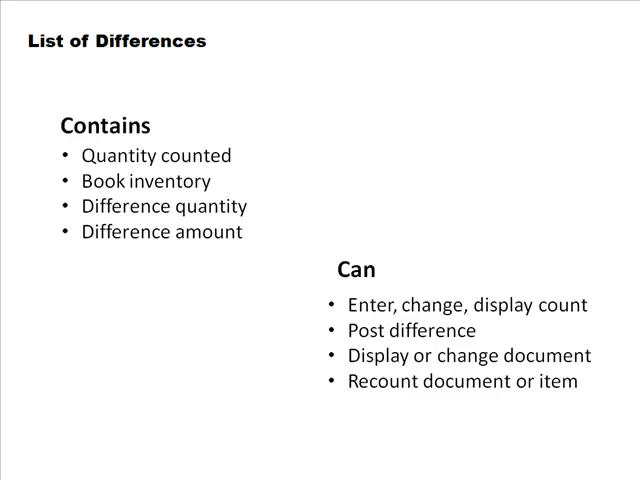 List of Differences
Contains
• Quantity counted
• Book inventory
• Difference quantity
• Difference amount
Can
• Enter, change, display count
• Post difference
• Display or change document
• Recount document or item